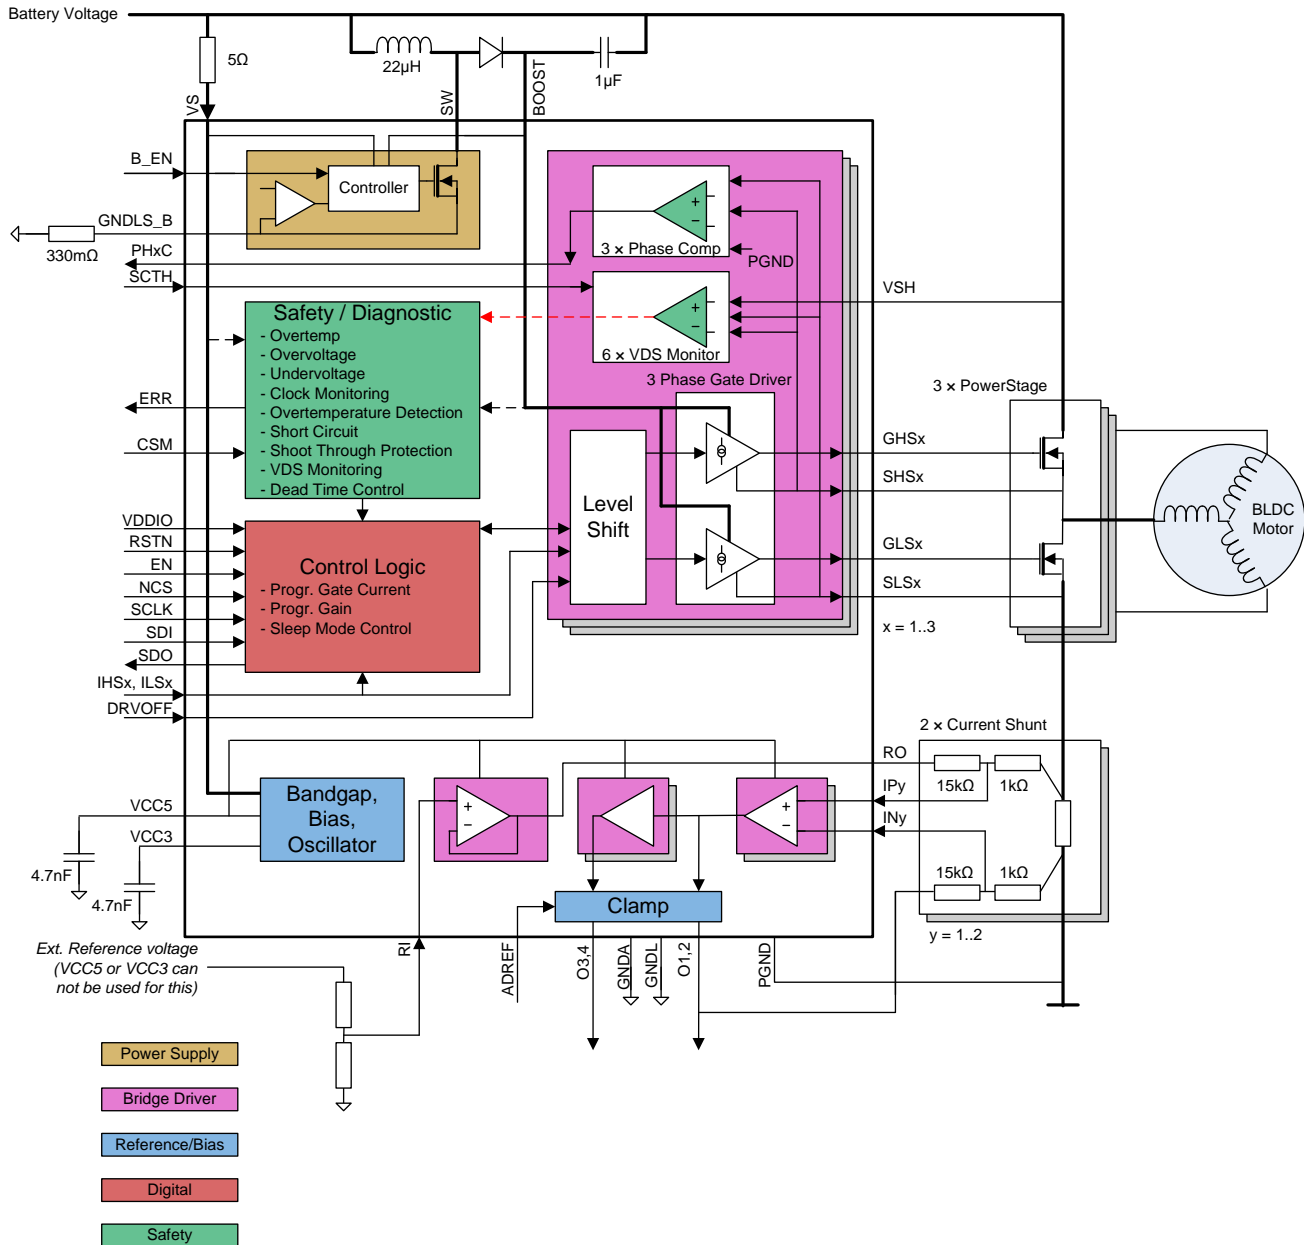 Battery Voltage
5Ω
22µH
1µF
VS
SW
BOOST
B_EN
Controller
GNDLS_B
330mΩ
PHxC
SCTH
+
−
3 × Phase Comp
PGND
VSH
+
−
6 × VDS Monitor
Safety / Diagnostic
- Overtemp
- Overvoltage
- Undervoltage
- Clock Monitoring
- Overtemperature Detection
- Short Circuit
- Shoot Through Protection
- VDS Monitoring
- Dead Time Control
ERR
CSM
3 Phase Gate Driver
3 × PowerStage
GHSx
SHSx
Level
Shift
GLSx
SLSx
BLDC
Motor
x = 1..3
VDDIO
RSTN
EN
NCS
SCLK
SDI
SDO
IHSx, ILSx
DRVOFF
Control Logic
- Progr. Gate Current
- Progr. Gain
- Sleep Mode Control
2 × Current Shunt
RO
IPy
INy
15kΩ
1kΩ
15kΩ
1kΩ
y = 1..2
VCC5
VCC3
4.7nF
4.7nF
Bandgap,
Bias,
Oscillator
+
−
+
−
Clamp
Ext. Reference voltage
(VCC5 or VCC3 can
not be used for this)
RI
ADREF
O3,4
GNDA
GNDL
O1,2
PGND
Power Supply
Bridge Driver
Reference/Bias
Digital
Safety